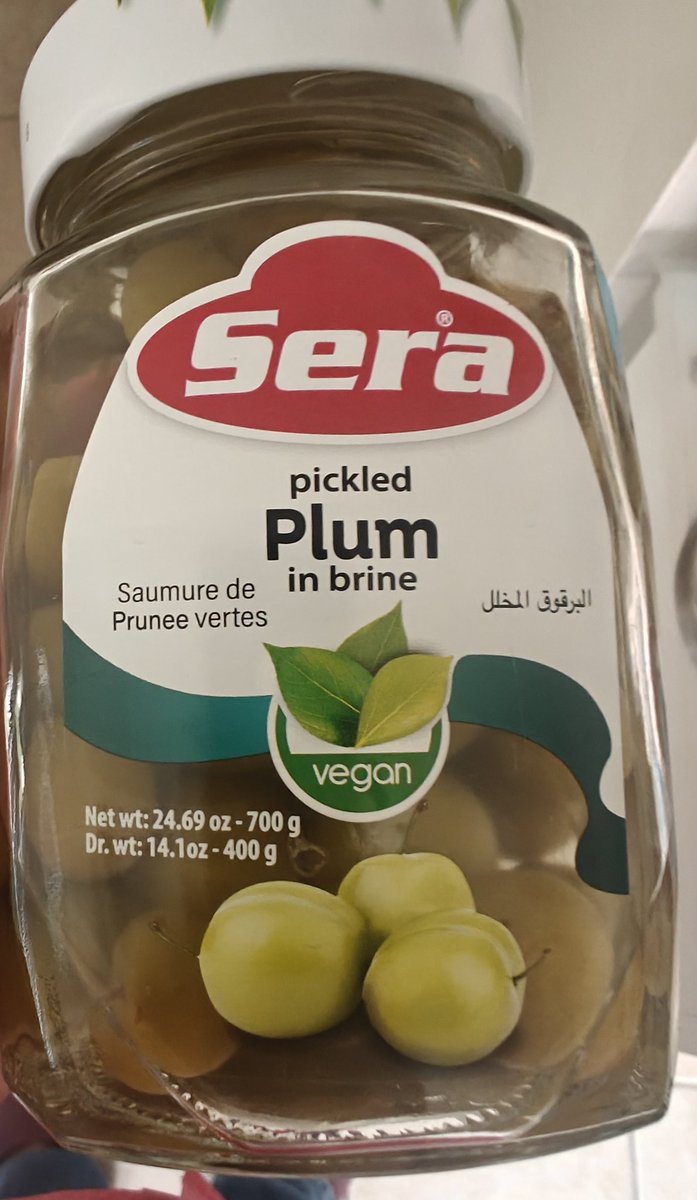 Sera®
pickled
Plum
in brine
Saumure de
Prunee vertes
البرقوق المخلل
vegan
Net wt: 24.69 oz - 700 g
Dr. wt: 14.1oz - 400 g